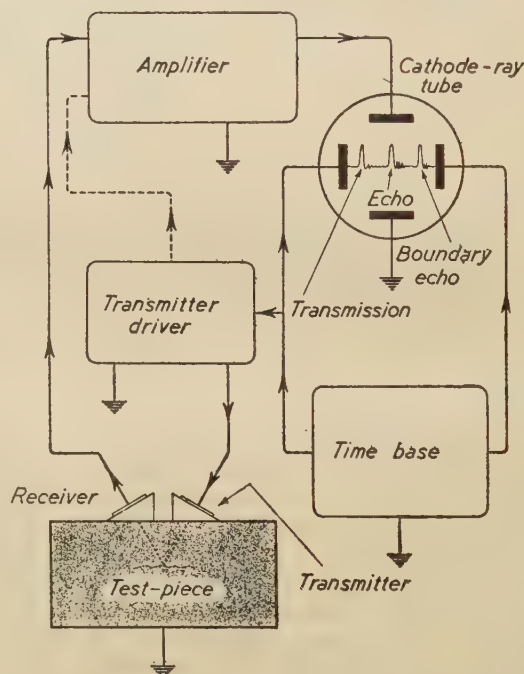 Amplifier
Cathode-ray
tube
Echo
Boundary
echo
Transmitter
driver
Transmission
Time base
Receiver
Test-piece
Transmitter